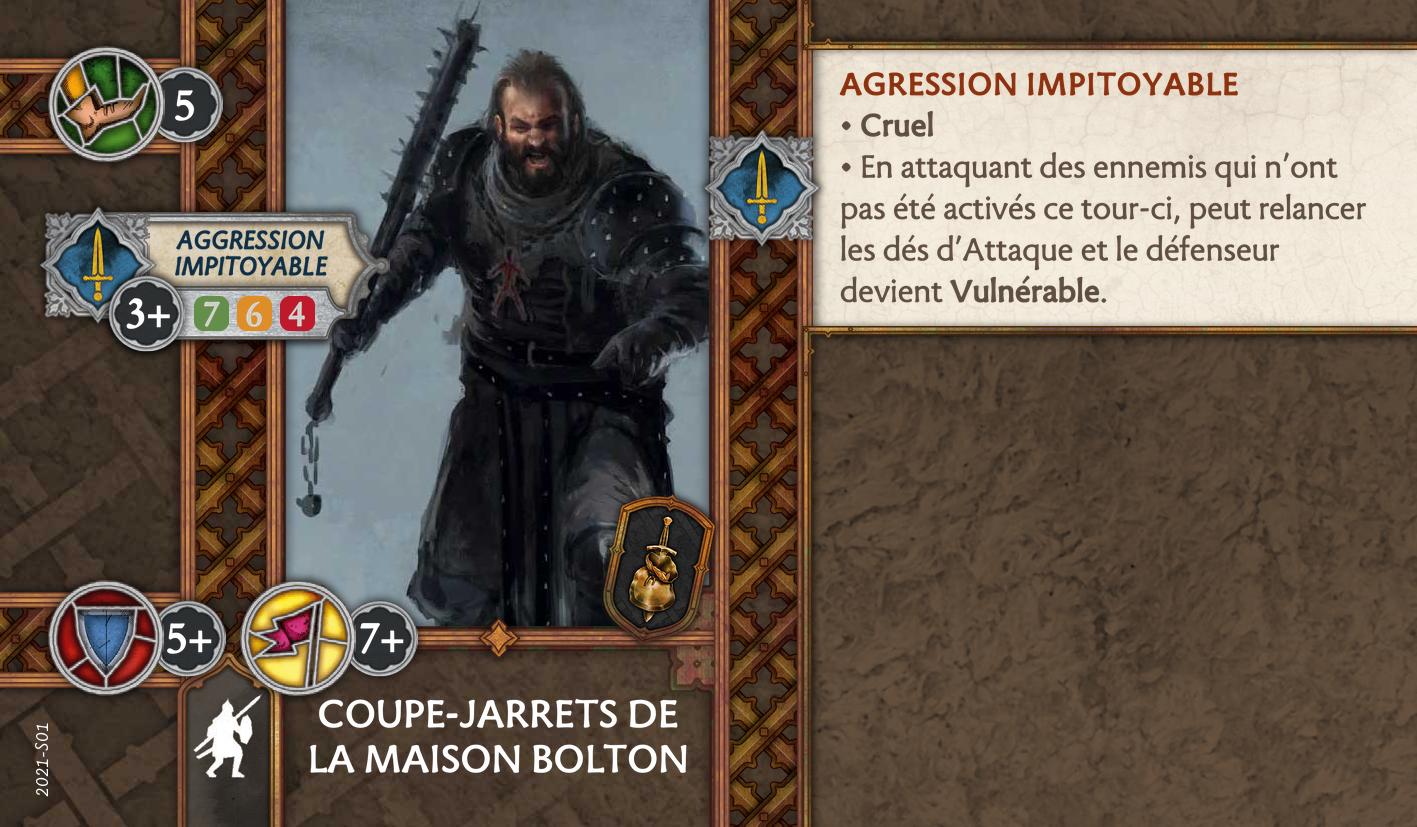 5
AGGRESSION
IMPITOYABLE
3+
7 6 4
5+
7+
COUPE-JARRETS DE
LA MAISON BOLTON
2021-S01
AGRESSION IMPITOYABLE
• Cruel
• En attaquant des ennemis qui n’ont
pas été activés ce tour-ci, peut relancer
les dés d’Attaque et le défenseur
devient Vulnérable.